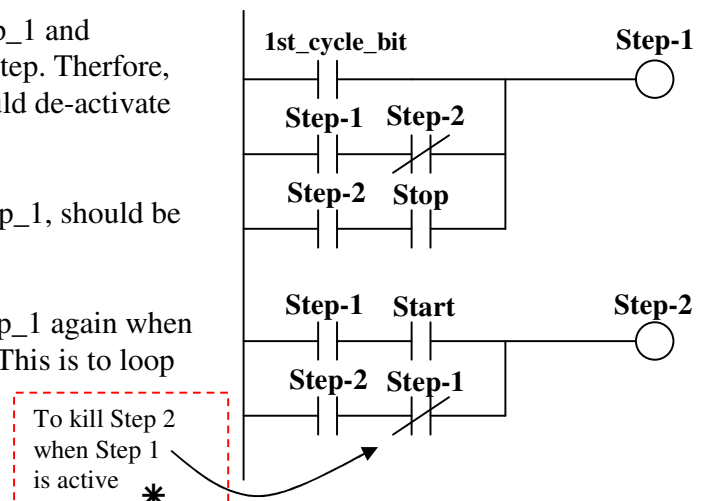 p_1 and
tep. Therfore,
uld de-activate
p_1, should be
p_1 again when
This is to loop
1st_cycle_bit
Step-1
Step-1 Step-2
Step-2 Stop
Step-1 Start
Step-2
Step-2 Step-1
To kill Step 2
when Step 1
is active
*